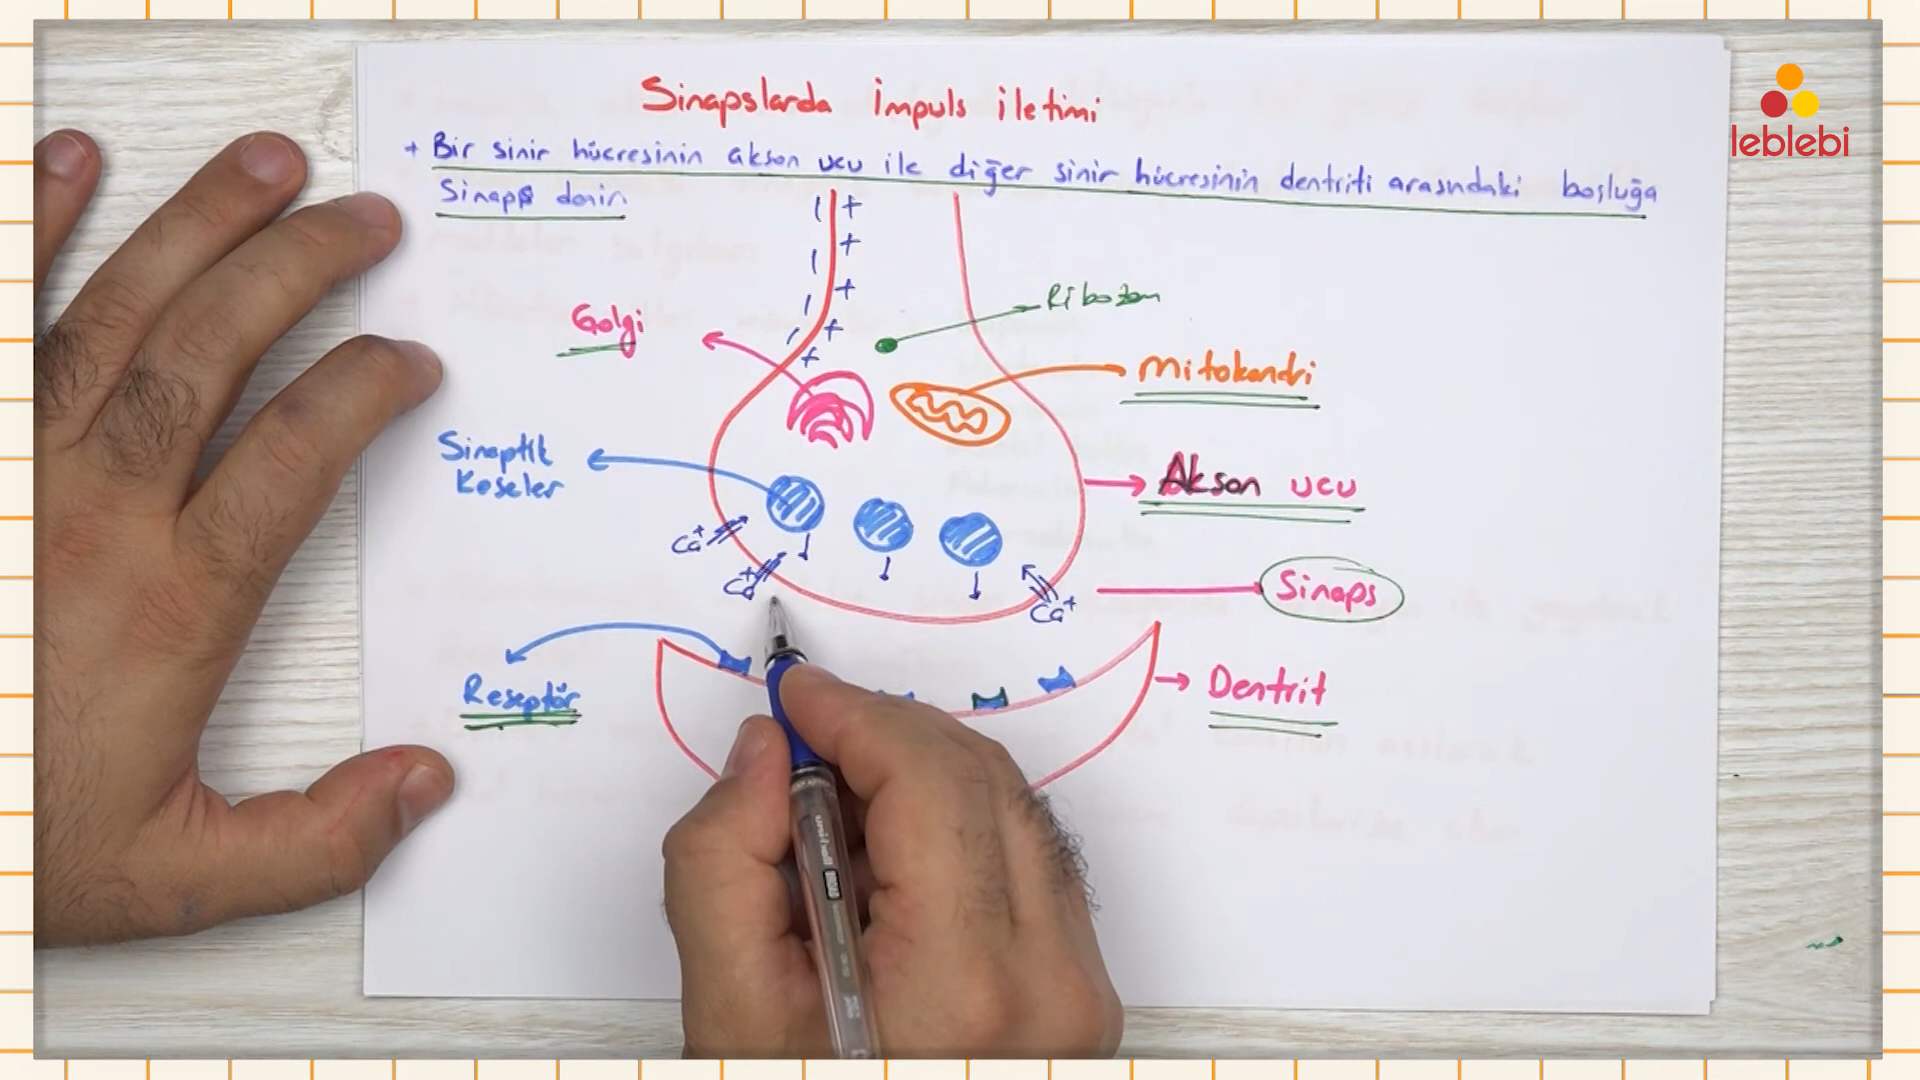 Sinapslarda İmpuls iletimi
+ Bir sinir hücresinin akson ucu ile diğer sinir hücresinin dentriti arasındaki boşluğa
Sinaps denir
Golgi
Ribozom
Mitokondri
Sinaptik
Keseler
Akson ucu
Ca+
Ca+
Ca+
Sinaps
Reseptör
Dentrit
leblebi